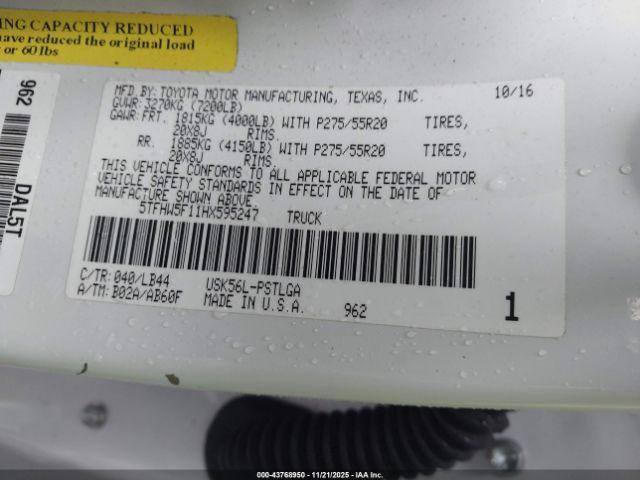 ING CAPACITY REDUCED
have reduced the original load
or 60 lbs
962
DAL5T
MFD.BY:TOYOTA MOTOR MANUFACTURING, TEXAS, INC. 10/16
GVWR:3270KG (7200LB)
GAWR:FRT. 1815KG (4000LB) WITH P275/55R20 TIRES,
20X8J RIMS.
RR. 1885KG (4150LB) WITH P275/55R20 TIRES,
20X8J RIMS.
THIS VEHICLE CONFORMS TO ALL APPLICABLE FEDERAL MOTOR
VEHICLE SAFETY STANDARDS IN EFFECT ON THE DATE OF
MANUFACTURE SHOWN ABOVE.
5TFHW5F11HX595247 TRUCK
C/TR:040/LB44 USK56L-PSTLGA
A/TM:B02A/AB60F MADE IN U.S.A. 962 1
000-43768950 11/21/2025 IAA Inc.